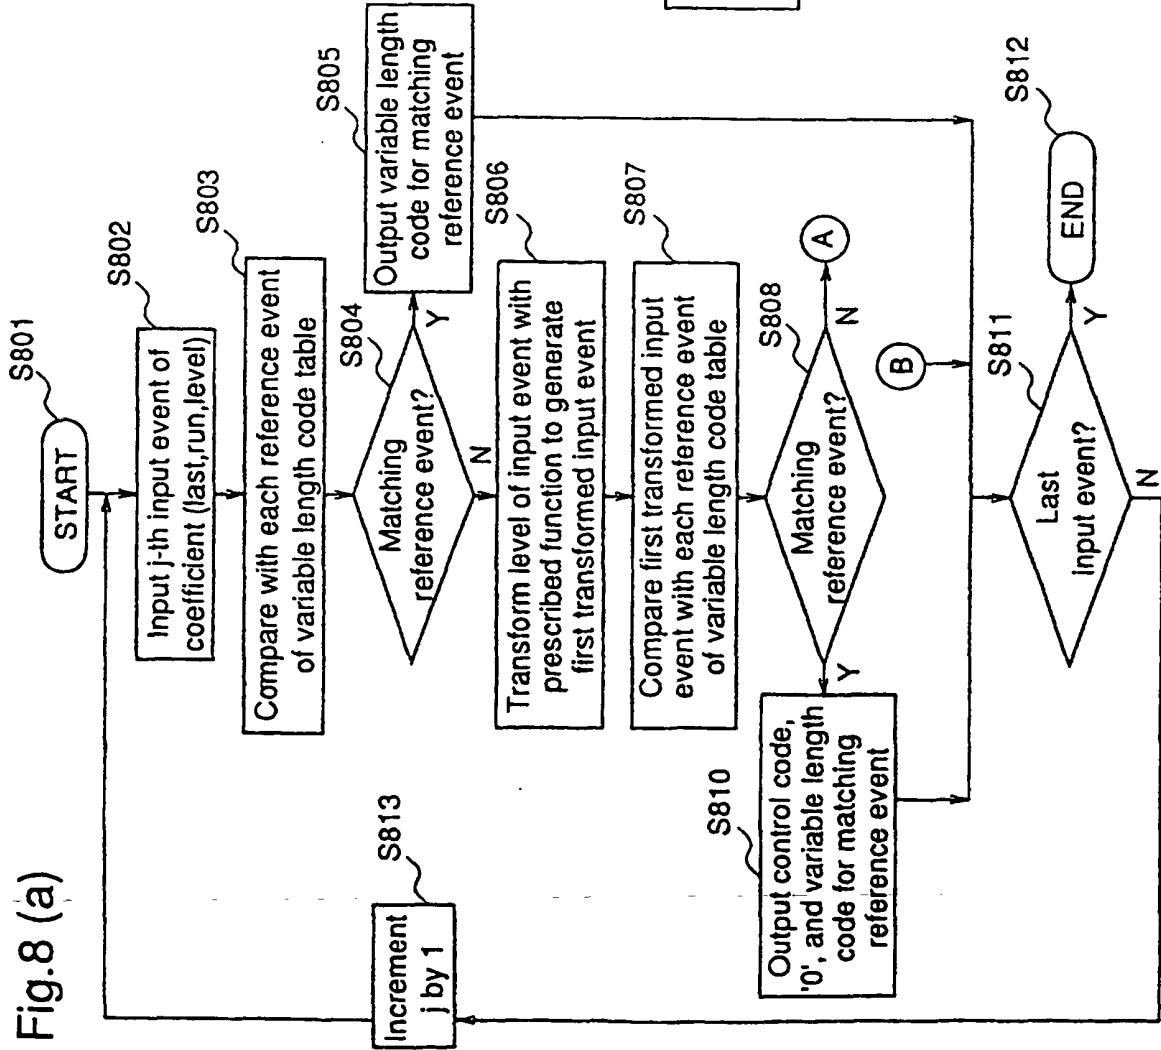 Fig.8 (a)
START
S801
Input j-th input event of
coefficient (last,run,level)
S802
Compare with each reference event
of variable length code table
S803
Matching
reference event?
S804
Y
N
Output variable length
code for matching
reference event
S805
Transform level of input event with
prescribed function to generate
first transformed input event
S806
Compare first transformed input
event with each reference event
of variable length code table
S807
Matching
reference event?
S808
Y
N
A
Output control code,
'0', and variable length
code for matching
reference event
S810
B
Last
Input event?
S811
Y
N
END
S812
Increment
j by 1
S813